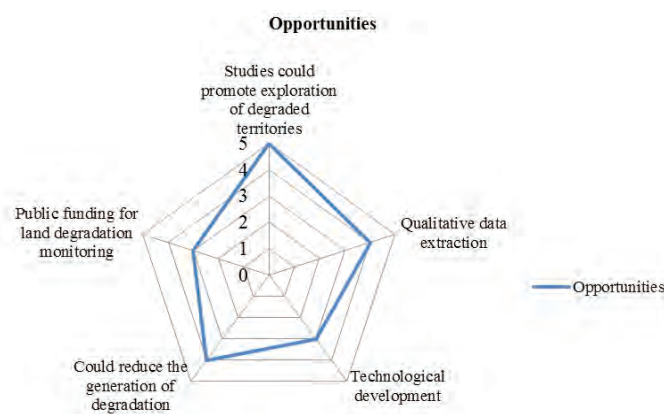 Opportunities
Studies could
promote exploration
of degraded
territories
5
4
3
2
1
0
Qualitative data
extraction
Technological
development
Could reduce the
generation of
degradation
Public funding for
land degradation
monitoring
Opportunities